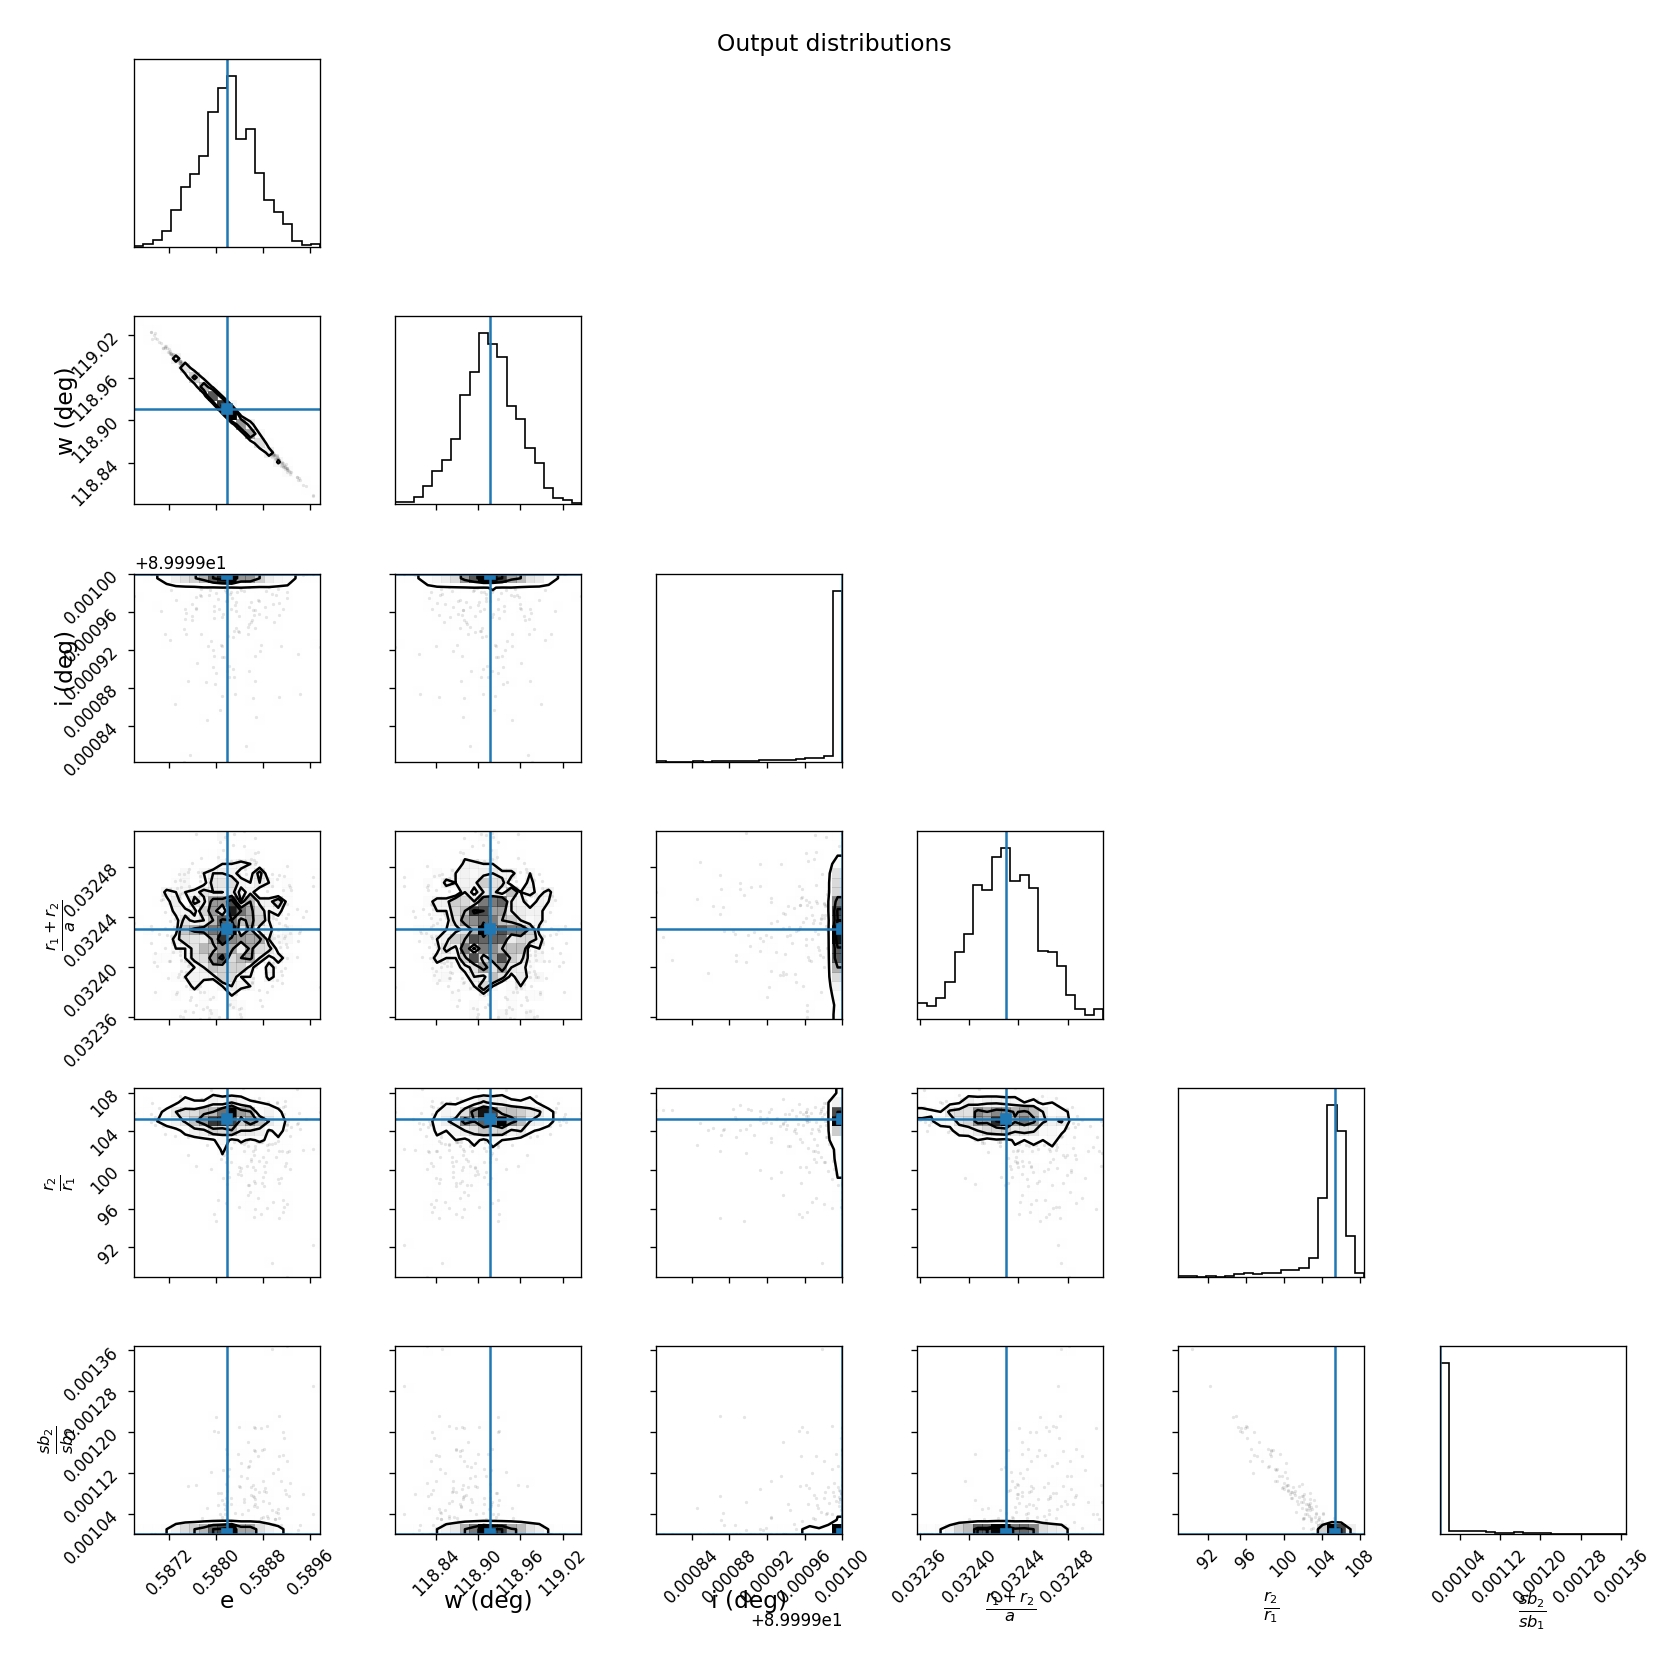 Output distributions
119.02
118.96
118.90
118.84
w (deg)
+8.9999e1
0.00100
0.00096
0.00092
0.00088
0.00084
i (deg)
0.03248
0.03244
0.03240
0.03236
r₁ + r₂
a
108
104
100
96
92
r₂
r₁
0.00136
0.00128
0.00120
0.00112
0.00104
sb₂
sb₁
0.5872 0.5880 0.5888 0.5896
118.84 118.90 118.96 119.02
0.00084 0.00088 0.00092 0.00096 0.00100
0.03236 0.03240 0.03244 0.03248
92 96 100 104 108
0.00104 0.00112 0.00120 0.00128 0.00136
e
w (deg)
i (deg)
+8.9999e1
r₁ + r₂
a
r₂
r₁
sb₂
sb₁